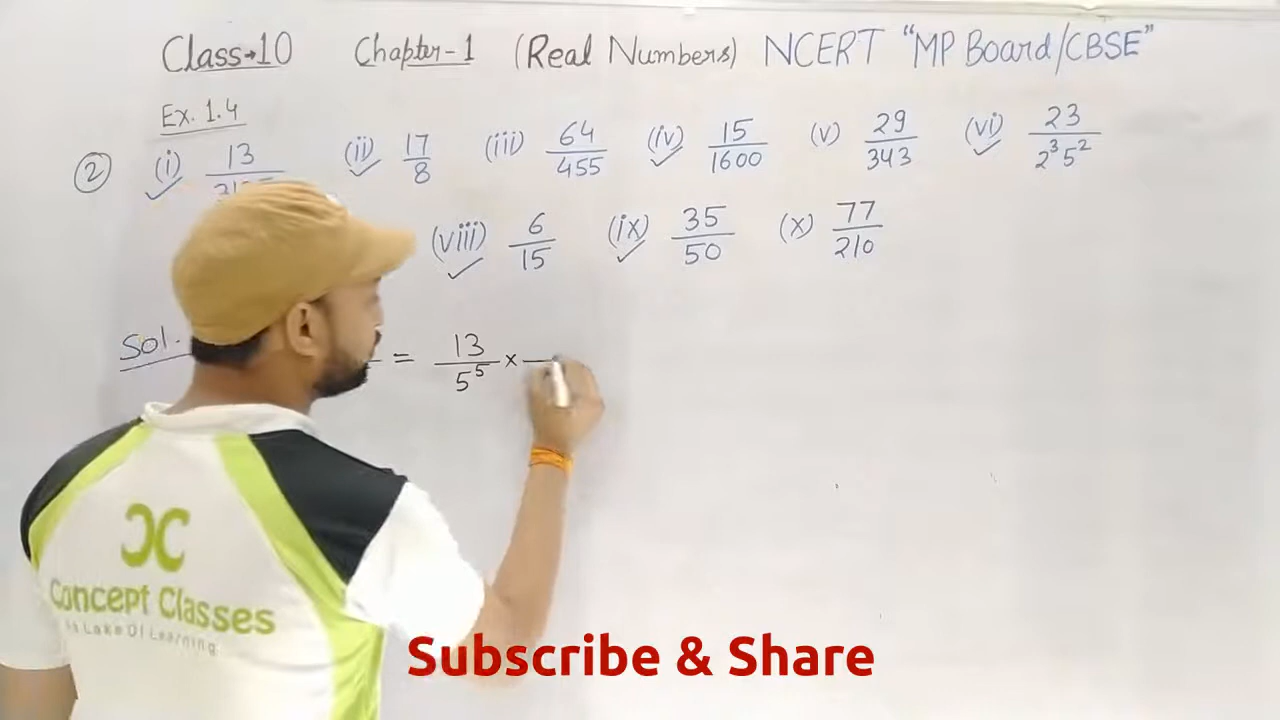 Class→10 Chapter-1 (Real Numbers) NCERT "MP Board/CBSE"
Ex. 1.4
② (i) 13/ (ii) 17/8 (iii) 64/455 (iv) 15/1600 (v) 29/343 (vi) 23/2³5²
(viii) 6/15 (ix) 35/50 (x) 77/210
Sol. = 13/5⁵ ×
Concept Classes
Subscribe & Share